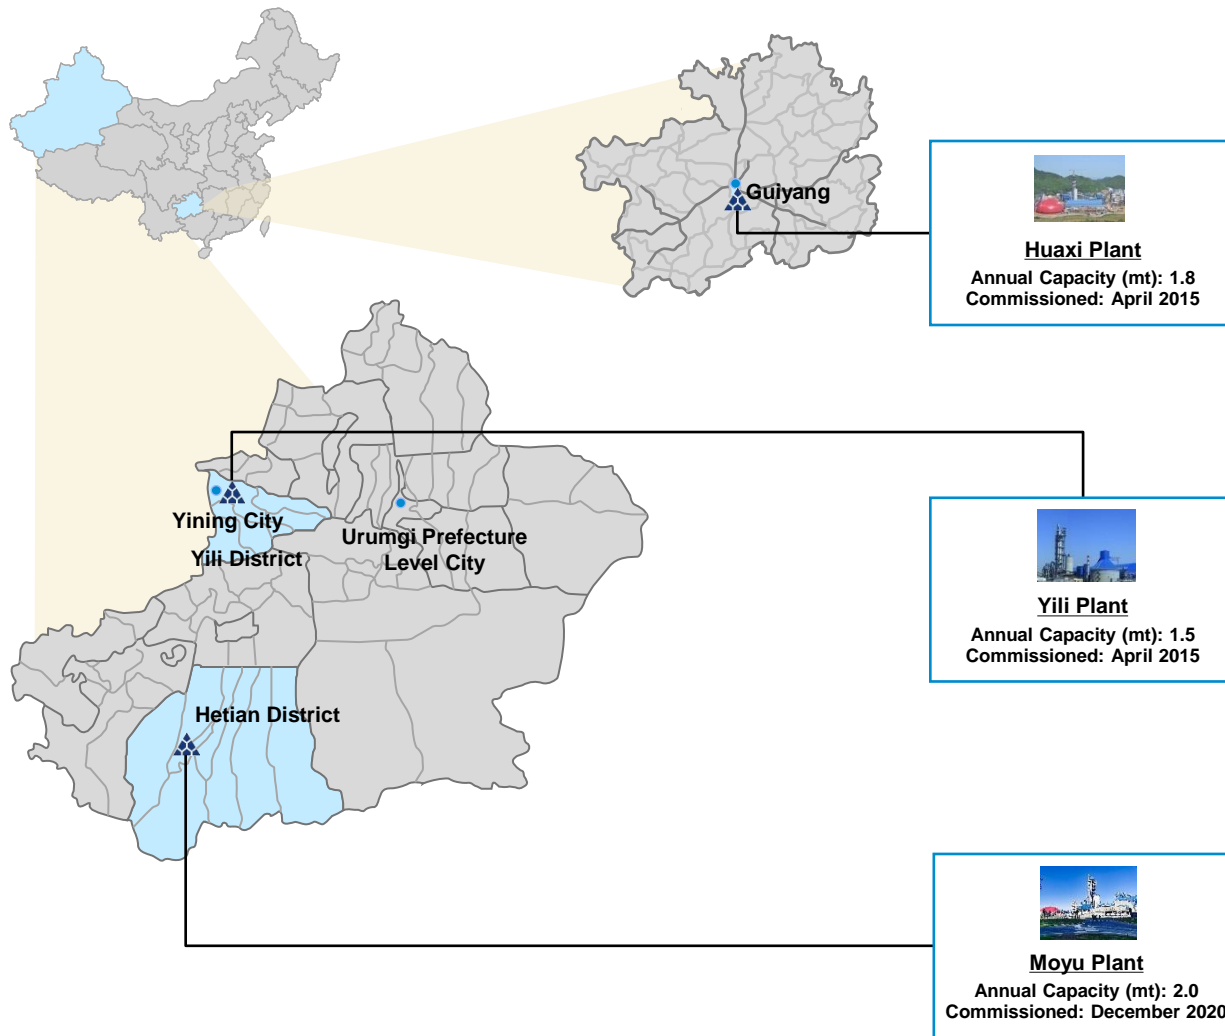 Guiyang
Huaxi Plant
Annual Capacity (mt): 1.8
Commissioned: April 2015
Yining City
Yili District
Urumgi Prefecture
Level City
Yili Plant
Annual Capacity (mt): 1.5
Commissioned: April 2015
Hetian District
Moyu Plant
Annual Capacity (mt): 2.0
Commissioned: December 2020